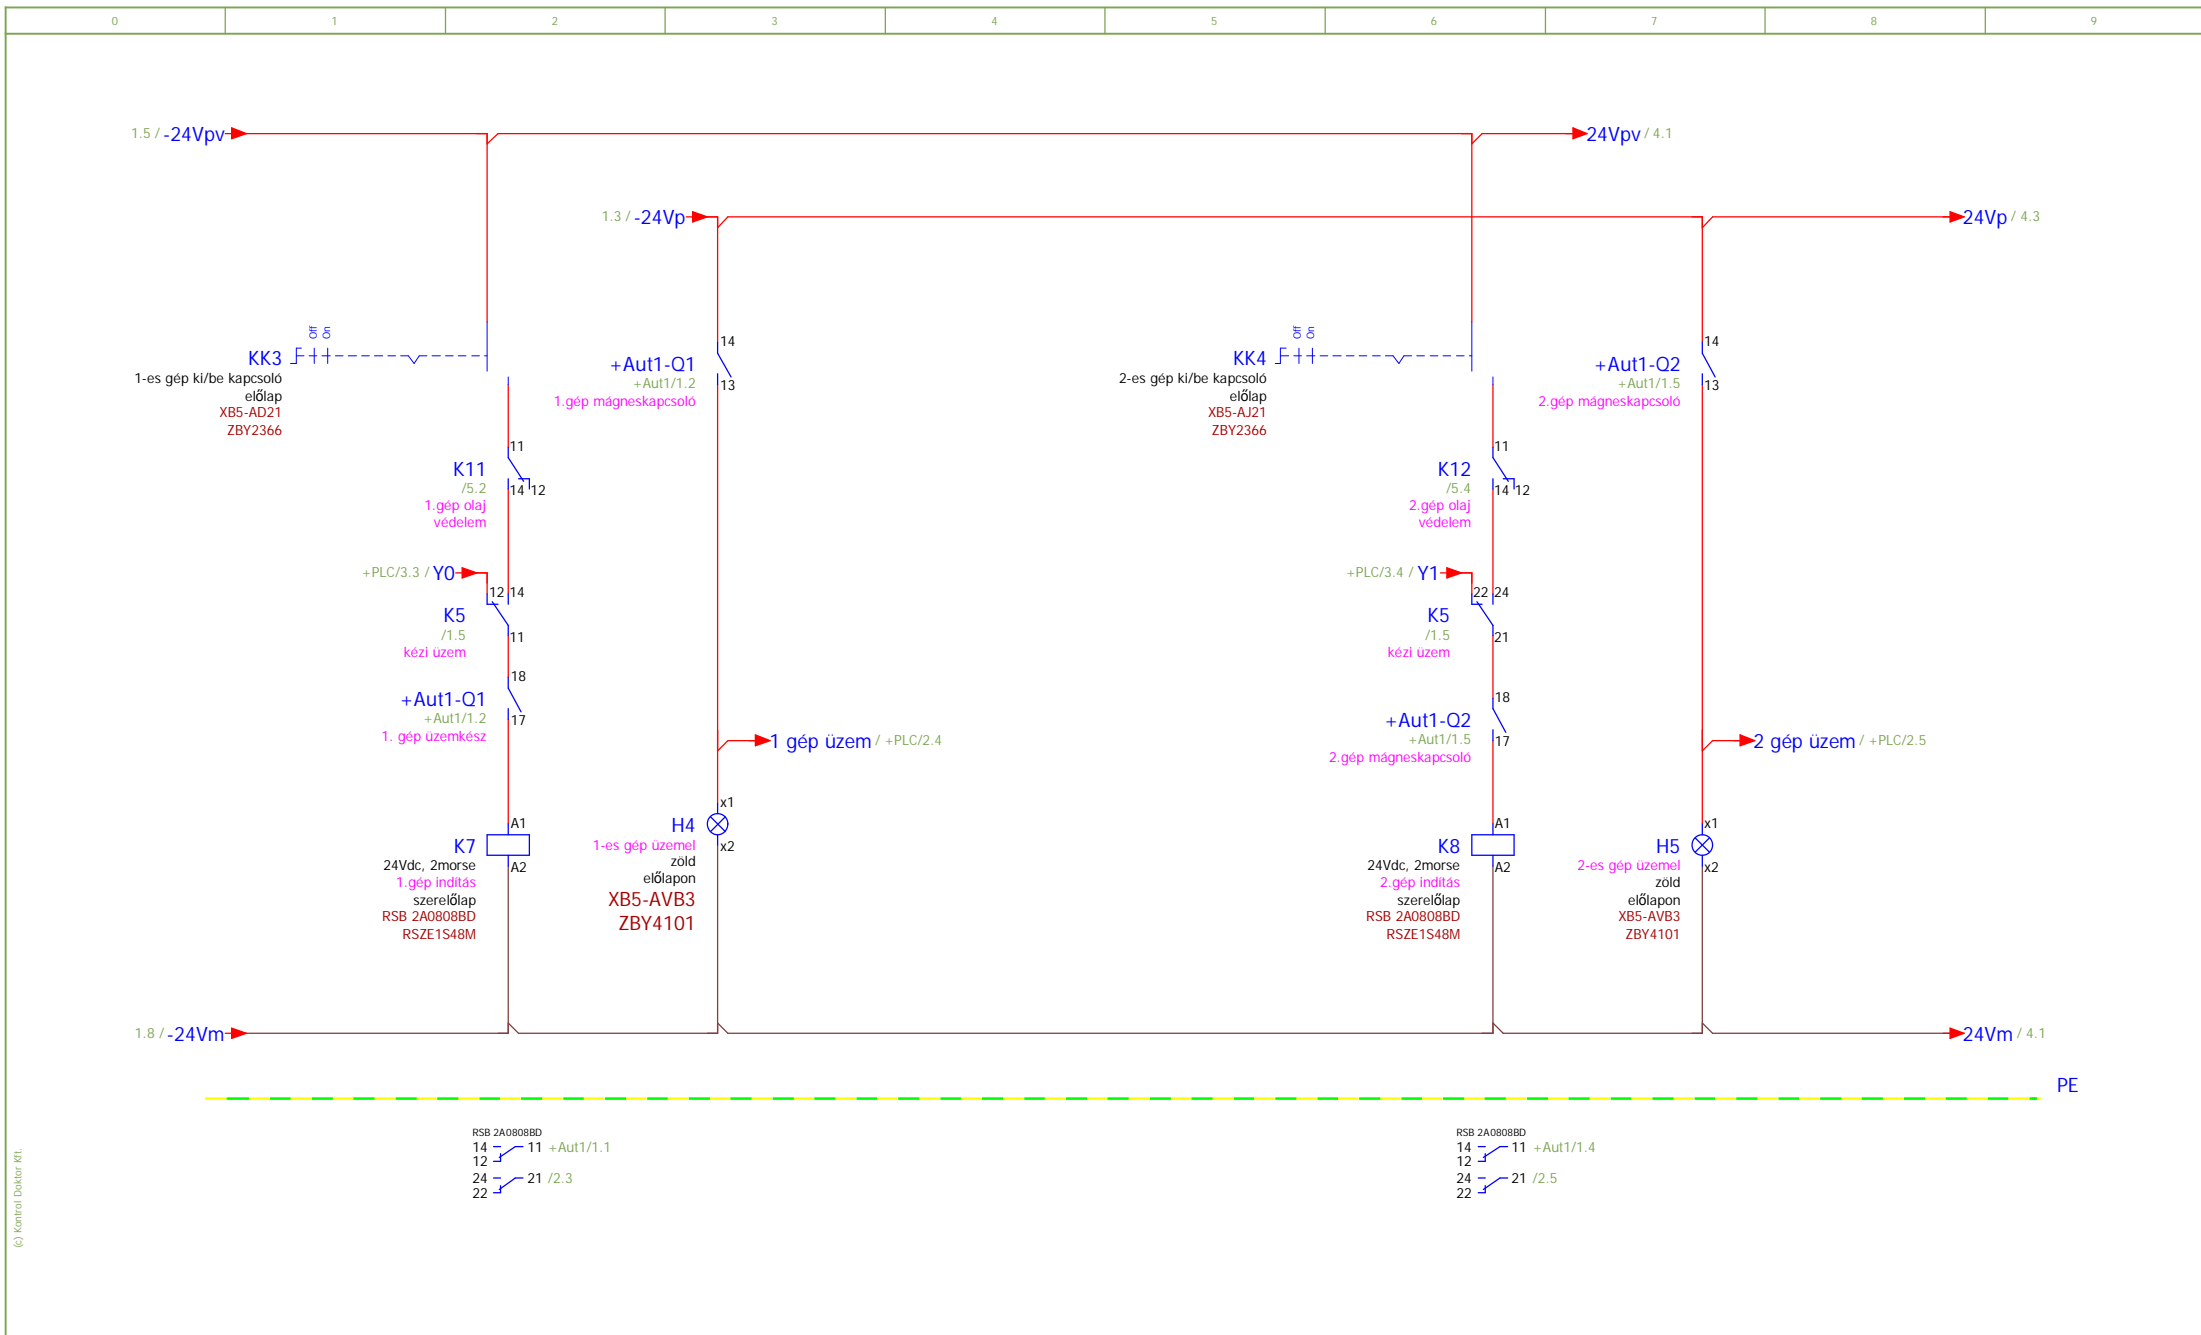 0 1 2 3 4 5 6 7 8 9
1.5 / -24Vpv
24Vpv / 4.1
1.3 / -24Vp
24Vp / 4.3
Off
On
KK3
1-es gép ki/be kapcsoló
előlap
XB5-AD21
ZBY2366
14
+Aut1-Q1
+Aut1/1.2
13
1.gép mágneskapcsoló
Off
On
KK4
2-es gép ki/be kapcsoló
előlap
XB5-AJ21
ZBY2366
14
+Aut1-Q2
+Aut1/1.5
13
2.gép mágneskapcsoló
11
K11
/5.2
14 12
1.gép olaj
védelem
11
K12
/5.4
14 12
2.gép olaj
védelem
+PLC/3.3 / Y0
12 14
K5
/1.5
11
kézi üzem
+PLC/3.4 / Y1
22 24
K5
/1.5
21
kézi üzem
18
+Aut1-Q1
+Aut1/1.2
17
1. gép üzemkész
18
+Aut1-Q2
+Aut1/1.5
17
2.gép mágneskapcsoló
1 gép üzem / +PLC/2.4
2 gép üzem / +PLC/2.5
A1
K7
24Vdc, 2morse
A2
1.gép indítás
szerelőlap
RSB 2A0808BD
RSZE1S48M
x1
H4
1-es gép üzemel
x2
zöld
előlapon
XB5-AVB3
ZBY4101
A1
K8
24Vdc, 2morse
A2
2.gép indítás
szerelőlap
RSB 2A0808BD
RSZE1S48M
x1
H5
2-es gép üzemel
x2
zöld
előlapon
XB5-AVB3
ZBY4101
1.8 / -24Vm
24Vm / 4.1
PE
RSB 2A0808BD
14 11 +Aut1/1.1
12
24 21 /2.3
22
RSB 2A0808BD
14 11 +Aut1/1.4
12
24 21 /2.5
22
(c) Kontrol Doktor Kft.